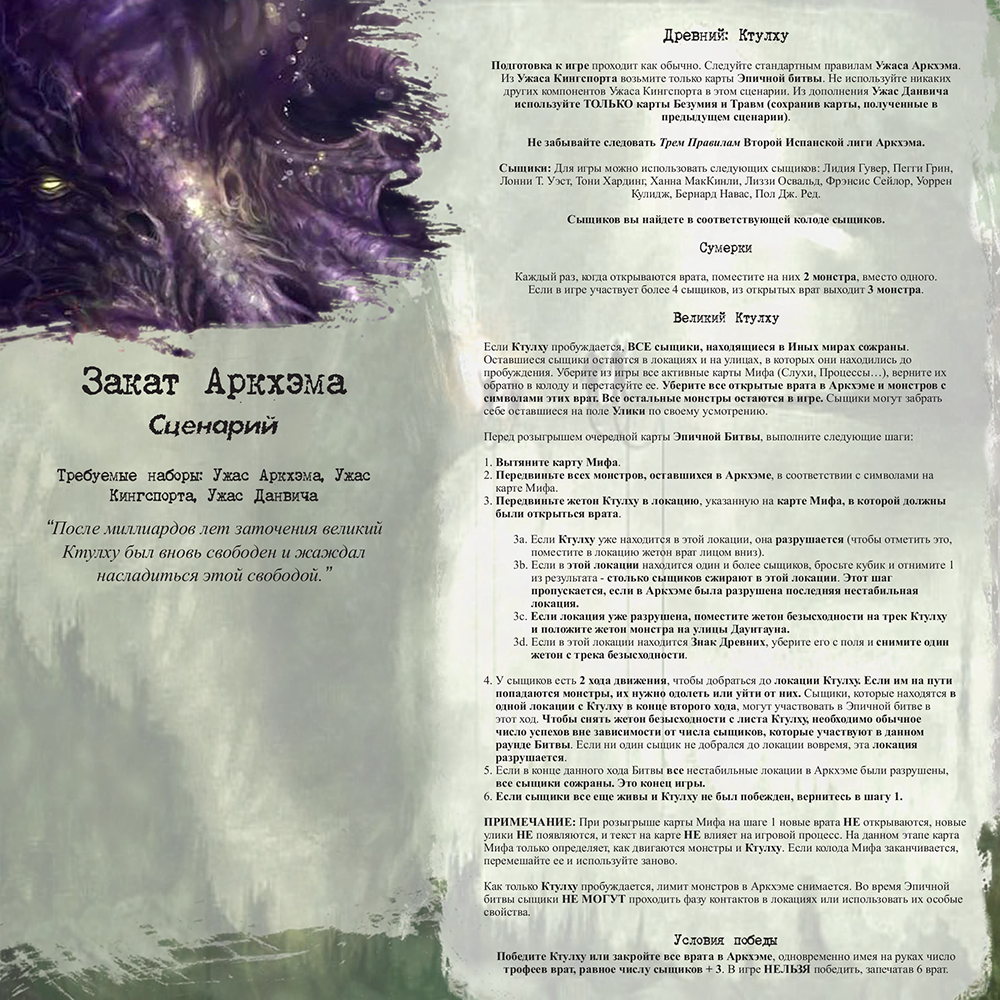 Закат Аркхэма
Сценарий
Требуемые наборы: Ужас Аркхэма, Ужас
Кингспорта, Ужас Данвича
“После миллиардов лет заточения великий
Ктулху был вновь свободен и жаждал
насладиться этой свободой.”
Древний: Ктулху
Подготовка к игре проходит как обычно. Следуйте стандартным правилам Ужаса Аркхэма.
Из Ужаса Кингспорта возьмите только карты Эпичной битвы. Не используйте никаких
других компонентов Ужаса Кингспорта в этом сценарии. Из дополнения Ужас Данвича
используйте ТОЛЬКО карты Безумия и Травм (сохранив карты, полученные в
предыдущем сценарии).
Не забывайте следовать Трем Правилам Второй Испанской лиги Аркхэма.
Сыщики: Для игры можно использовать следующих сыщиков: Лидия Гувер, Пегги Грин,
Лонни Т. Уэст, Тони Хардинг, Ханна МакКинли, Лиззи Освальд, Фрэнсис Сейлор, Уоррен
Кулидж, Бернард Навас, Пол Дж. Ред.
Сыщиков вы найдете в соответствующей колоде сыщиков.
Сумерки
Каждый раз, когда открываются врата, поместите на них 2 монстра, вместо одного.
Если в игре участвует более 4 сыщиков, из открытых врат выходит 3 монстра.
Великий Ктулху
Если Ктулху пробуждается, ВСЕ сыщики, находящиеся в Иных мирах сожраны.
Оставшиеся сыщики остаются в локациях и на улицах, в которых они находились до
пробуждения. Уберите из игры все активные карты Мифа (Слухи, Процессы…), верните их
обратно в колоду и перетасуйте ее. Уберите все открытые врата в Аркхэме и монстров с
символами этих врат. Все остальные монстры остаются в игре. Сыщики могут забрать
себе оставшиеся на поле Улики по своему усмотрению.
Перед розыгрышем очередной карты Эпичной Битвы, выполните следующие шаги:
1. Вытяните карту Мифа.
2. Передвиньте всех монстров, оставшихся в Аркхэме, в соответствии с символами на
карте Мифа.
3. Передвиньте жетон Ктулху в локацию, указанную на карте Мифа, в которой должны
были открыться врата.
3a. Если Ктулху уже находится в этой локации, она разрушается (чтобы отметить это,
поместите в локацию жетон врат лицом вниз).
3b. Если в этой локации находится один и более сыщиков, бросьте кубик и отнимите 1
из результата - столько сыщиков сжирают в этой локации. Этот шаг
пропускается, если в Аркхэме была разрушена последняя нестабильная
локация.
3c. Если локация уже разрушена, поместите жетон безысходности на трек Ктулху
и положите жетон монстра на улицы Даунтауна.
3d. Если в этой локации находится Знак Древних, уберите его с поля и снимите один
жетон с трека безысходности.
4. У сыщиков есть 2 хода движения, чтобы добраться до локации Ктулху. Если им на пути
попадаются монстры, их нужно одолеть или уйти от них. Сыщики, которые находятся в
одной локации с Ктулху в конце второго хода, могут участвовать в Эпичной битве в
этот ход. Чтобы снять жетон безысходности с листа Ктулху, необходимо обычное
число успехов вне зависимости от числа сыщиков, которые участвуют в данном
раунде Битвы. Если ни один сыщик не добрался до локации вовремя, эта локация
разрушается.
5. Если в конце данного хода Битвы все нестабильные локации в Аркхэме были разрушены,
все сыщики сожраны. Это конец игры.
6. Если сыщики все еще живы и Ктулху не был побежден, вернитесь в шагу 1.
ПРИМЕЧАНИЕ: При розыгрыше карты Мифа на шаге 1 новые врата НЕ открываются, новые
улики НЕ появляются, и текст на карте НЕ влияет на игровой процесс. На данном этапе карта
Мифа только определяет, как двигаются монстры и Ктулху. Если колода Мифа заканчивается,
перемешайте ее и используйте заново.
Как только Ктулху пробуждается, лимит монстров в Аркхэме снимается. Во время Эпичной
битвы сыщики НЕ МОГУТ проходить фазу контактов в локациях или использовать их особые
свойства.
Условия победы
Победите Ктулху или закройте все врата в Аркхэме, одновременно имея на руках число
трофеев врат, равное числу сыщиков + 3. В игре НЕЛЬЗЯ победить, запечатав 6 врат.